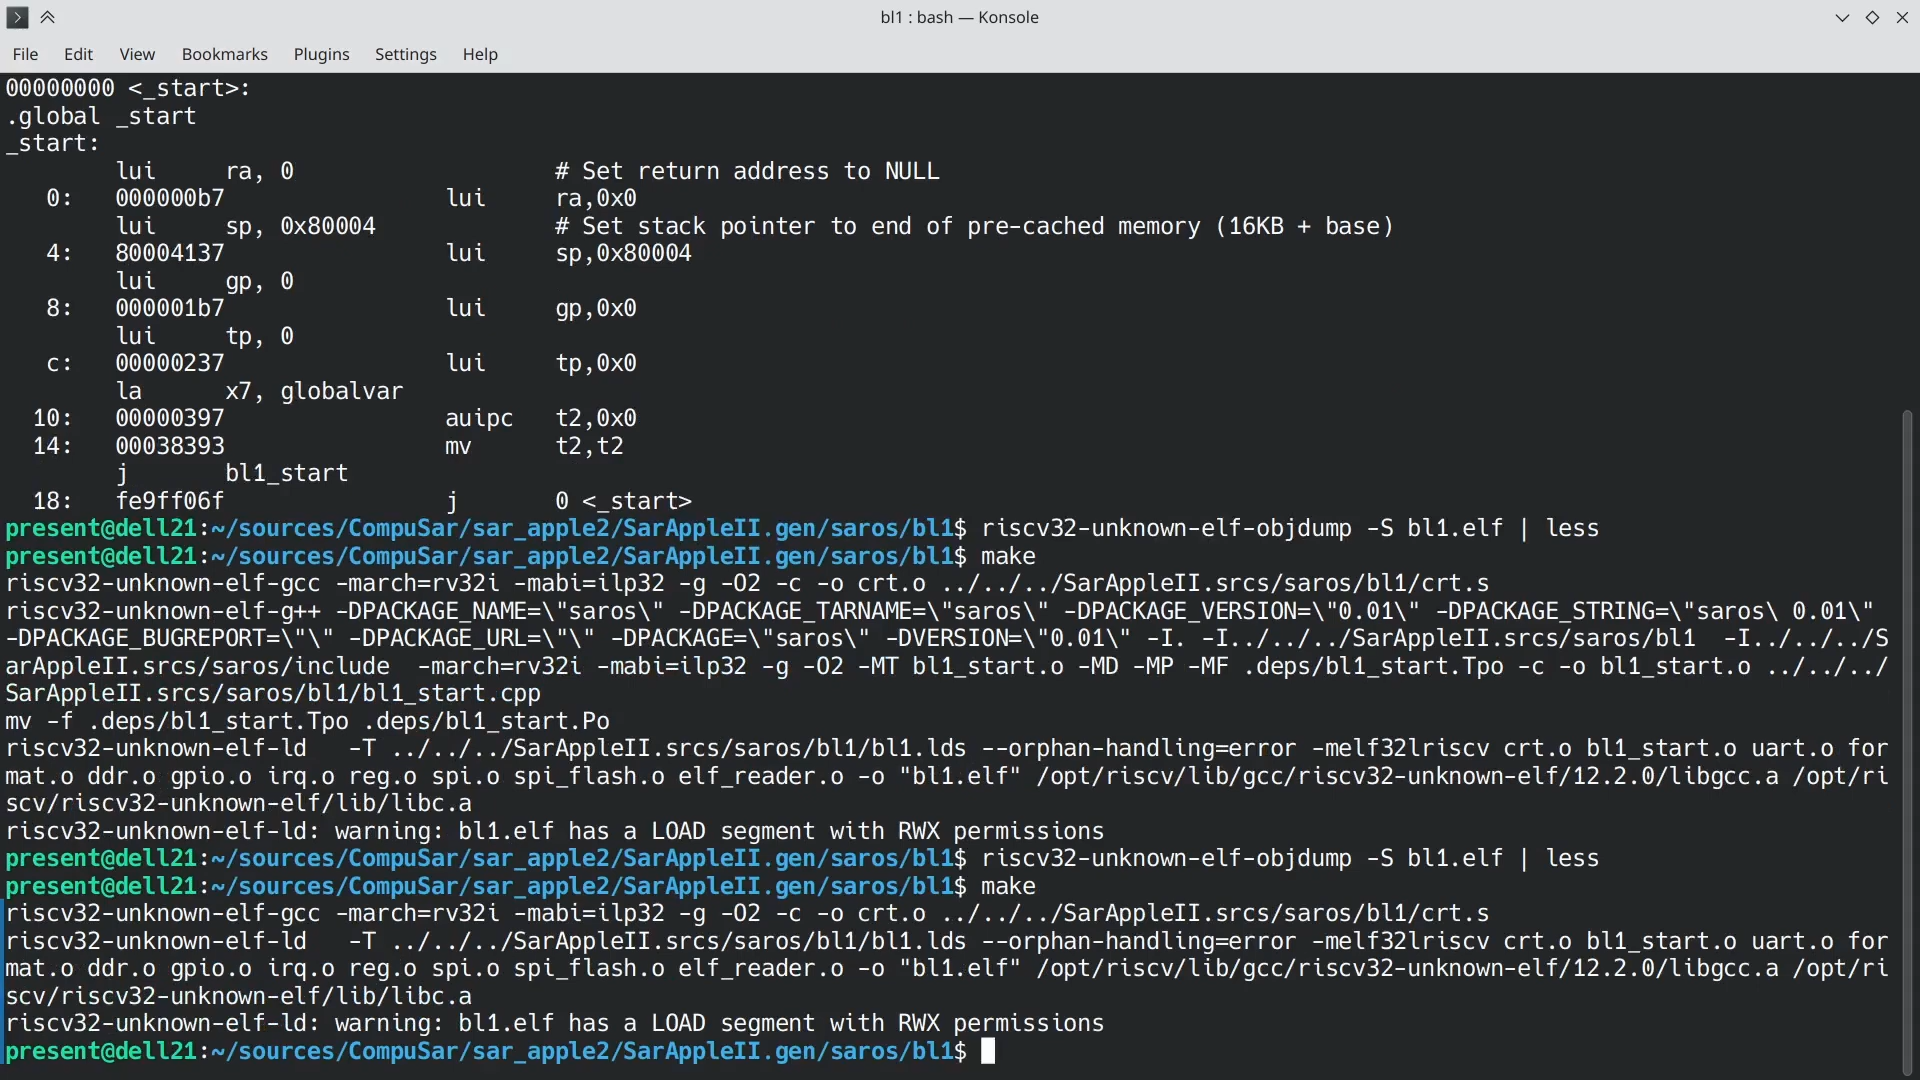 bl1 : bash — Konsole
File Edit View Bookmarks Plugins Settings Help
00000000 <_start>:
.global _start
_start:
        lui     ra, 0                   # Set return address to NULL
   0:   000000b7                lui     ra,0x0
        lui     sp, 0x80004             # Set stack pointer to end of pre-cached memory (16KB + base)
   4:   80004137                lui     sp,0x80004
        lui     gp, 0
   8:   000001b7                lui     gp,0x0
        lui     tp, 0
   c:   00000237                lui     tp,0x0
        la      x7, globalvar
  10:   00000397                auipc   t2,0x0
  14:   00038393                mv      t2,t2
        j       bl1_start
  18:   fe9ff06f                j       0 <_start>
present@dell21:~/sources/CompuSar/sar_apple2/SarAppleII.gen/saros/bl1$ riscv32-unknown-elf-objdump -S bl1.elf | less
present@dell21:~/sources/CompuSar/sar_apple2/SarAppleII.gen/saros/bl1$ make
riscv32-unknown-elf-gcc -march=rv32i -mabi=ilp32 -g -O2 -c -o crt.o ../../../SarAppleII.srcs/saros/bl1/crt.s
riscv32-unknown-elf-g++ -DPACKAGE_NAME=\"saros\" -DPACKAGE_TARNAME=\"saros\" -DPACKAGE_VERSION=\"0.01\" -DPACKAGE_STRING=\"saros\ 0.01\"
-DPACKAGE_BUGREPORT=\"\" -DPACKAGE_URL=\"\" -DPACKAGE=\"saros\" -DVERSION=\"0.01\" -I. -I../../../SarAppleII.srcs/saros/bl1  -I../../../S
arAppleII.srcs/saros/include  -march=rv32i -mabi=ilp32 -g -O2 -MT bl1_start.o -MD -MP -MF .deps/bl1_start.Tpo -c -o bl1_start.o ../../../
SarAppleII.srcs/saros/bl1/bl1_start.cpp
mv -f .deps/bl1_start.Tpo .deps/bl1_start.Po
riscv32-unknown-elf-ld   -T ../../../SarAppleII.srcs/saros/bl1/bl1.lds --orphan-handling=error -melf32lriscv crt.o bl1_start.o uart.o for
mat.o ddr.o gpio.o irq.o reg.o spi.o spi_flash.o elf_reader.o -o "bl1.elf" /opt/riscv/lib/gcc/riscv32-unknown-elf/12.2.0/libgcc.a /opt/ri
scv/riscv32-unknown-elf/lib/libc.a
riscv32-unknown-elf-ld: warning: bl1.elf has a LOAD segment with RWX permissions
present@dell21:~/sources/CompuSar/sar_apple2/SarAppleII.gen/saros/bl1$ riscv32-unknown-elf-objdump -S bl1.elf | less
present@dell21:~/sources/CompuSar/sar_apple2/SarAppleII.gen/saros/bl1$ make
riscv32-unknown-elf-gcc -march=rv32i -mabi=ilp32 -g -O2 -c -o crt.o ../../../SarAppleII.srcs/saros/bl1/crt.s
riscv32-unknown-elf-ld   -T ../../../SarAppleII.srcs/saros/bl1/bl1.lds --orphan-handling=error -melf32lriscv crt.o bl1_start.o uart.o for
mat.o ddr.o gpio.o irq.o reg.o spi.o spi_flash.o elf_reader.o -o "bl1.elf" /opt/riscv/lib/gcc/riscv32-unknown-elf/12.2.0/libgcc.a /opt/ri
scv/riscv32-unknown-elf/lib/libc.a
riscv32-unknown-elf-ld: warning: bl1.elf has a LOAD segment with RWX permissions
present@dell21:~/sources/CompuSar/sar_apple2/SarAppleII.gen/saros/bl1$